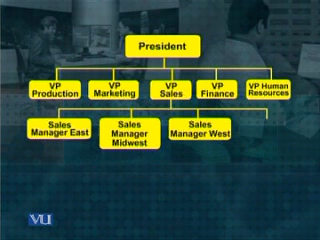 President
VP
Production
VP
Marketing
VP
Sales
VP
Finance
VP Human
Resources
Sales
Manager East
Sales
Manager
Midwest
Sales
Manager West
VU